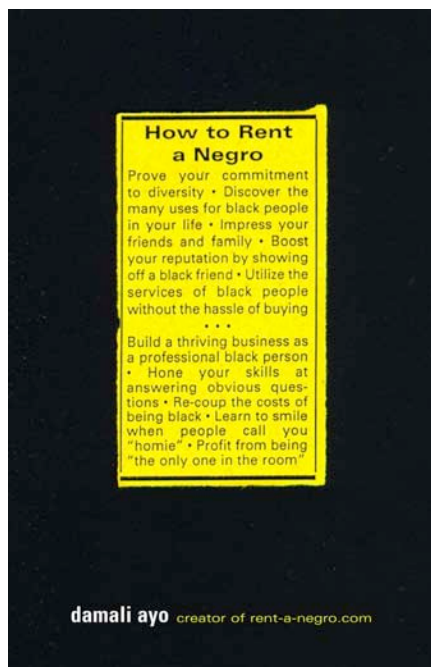 How to Rent
a Negro
Prove your commitment
to diversity • Discover the
many uses for black people
in your life • Impress your
friends and family • Boost
your reputation by showing
off a black friend • Utilize the
services of black people
without the hassle of buying
• • •
Build a thriving business as
a professional black person
• Hone your skills at
answering obvious ques-
tions • Re-coup the costs of
being black • Learn to smile
when people call you
"homie" • Profit from being
"the only one in the room"
damali ayo creator of rent-a-negro.com